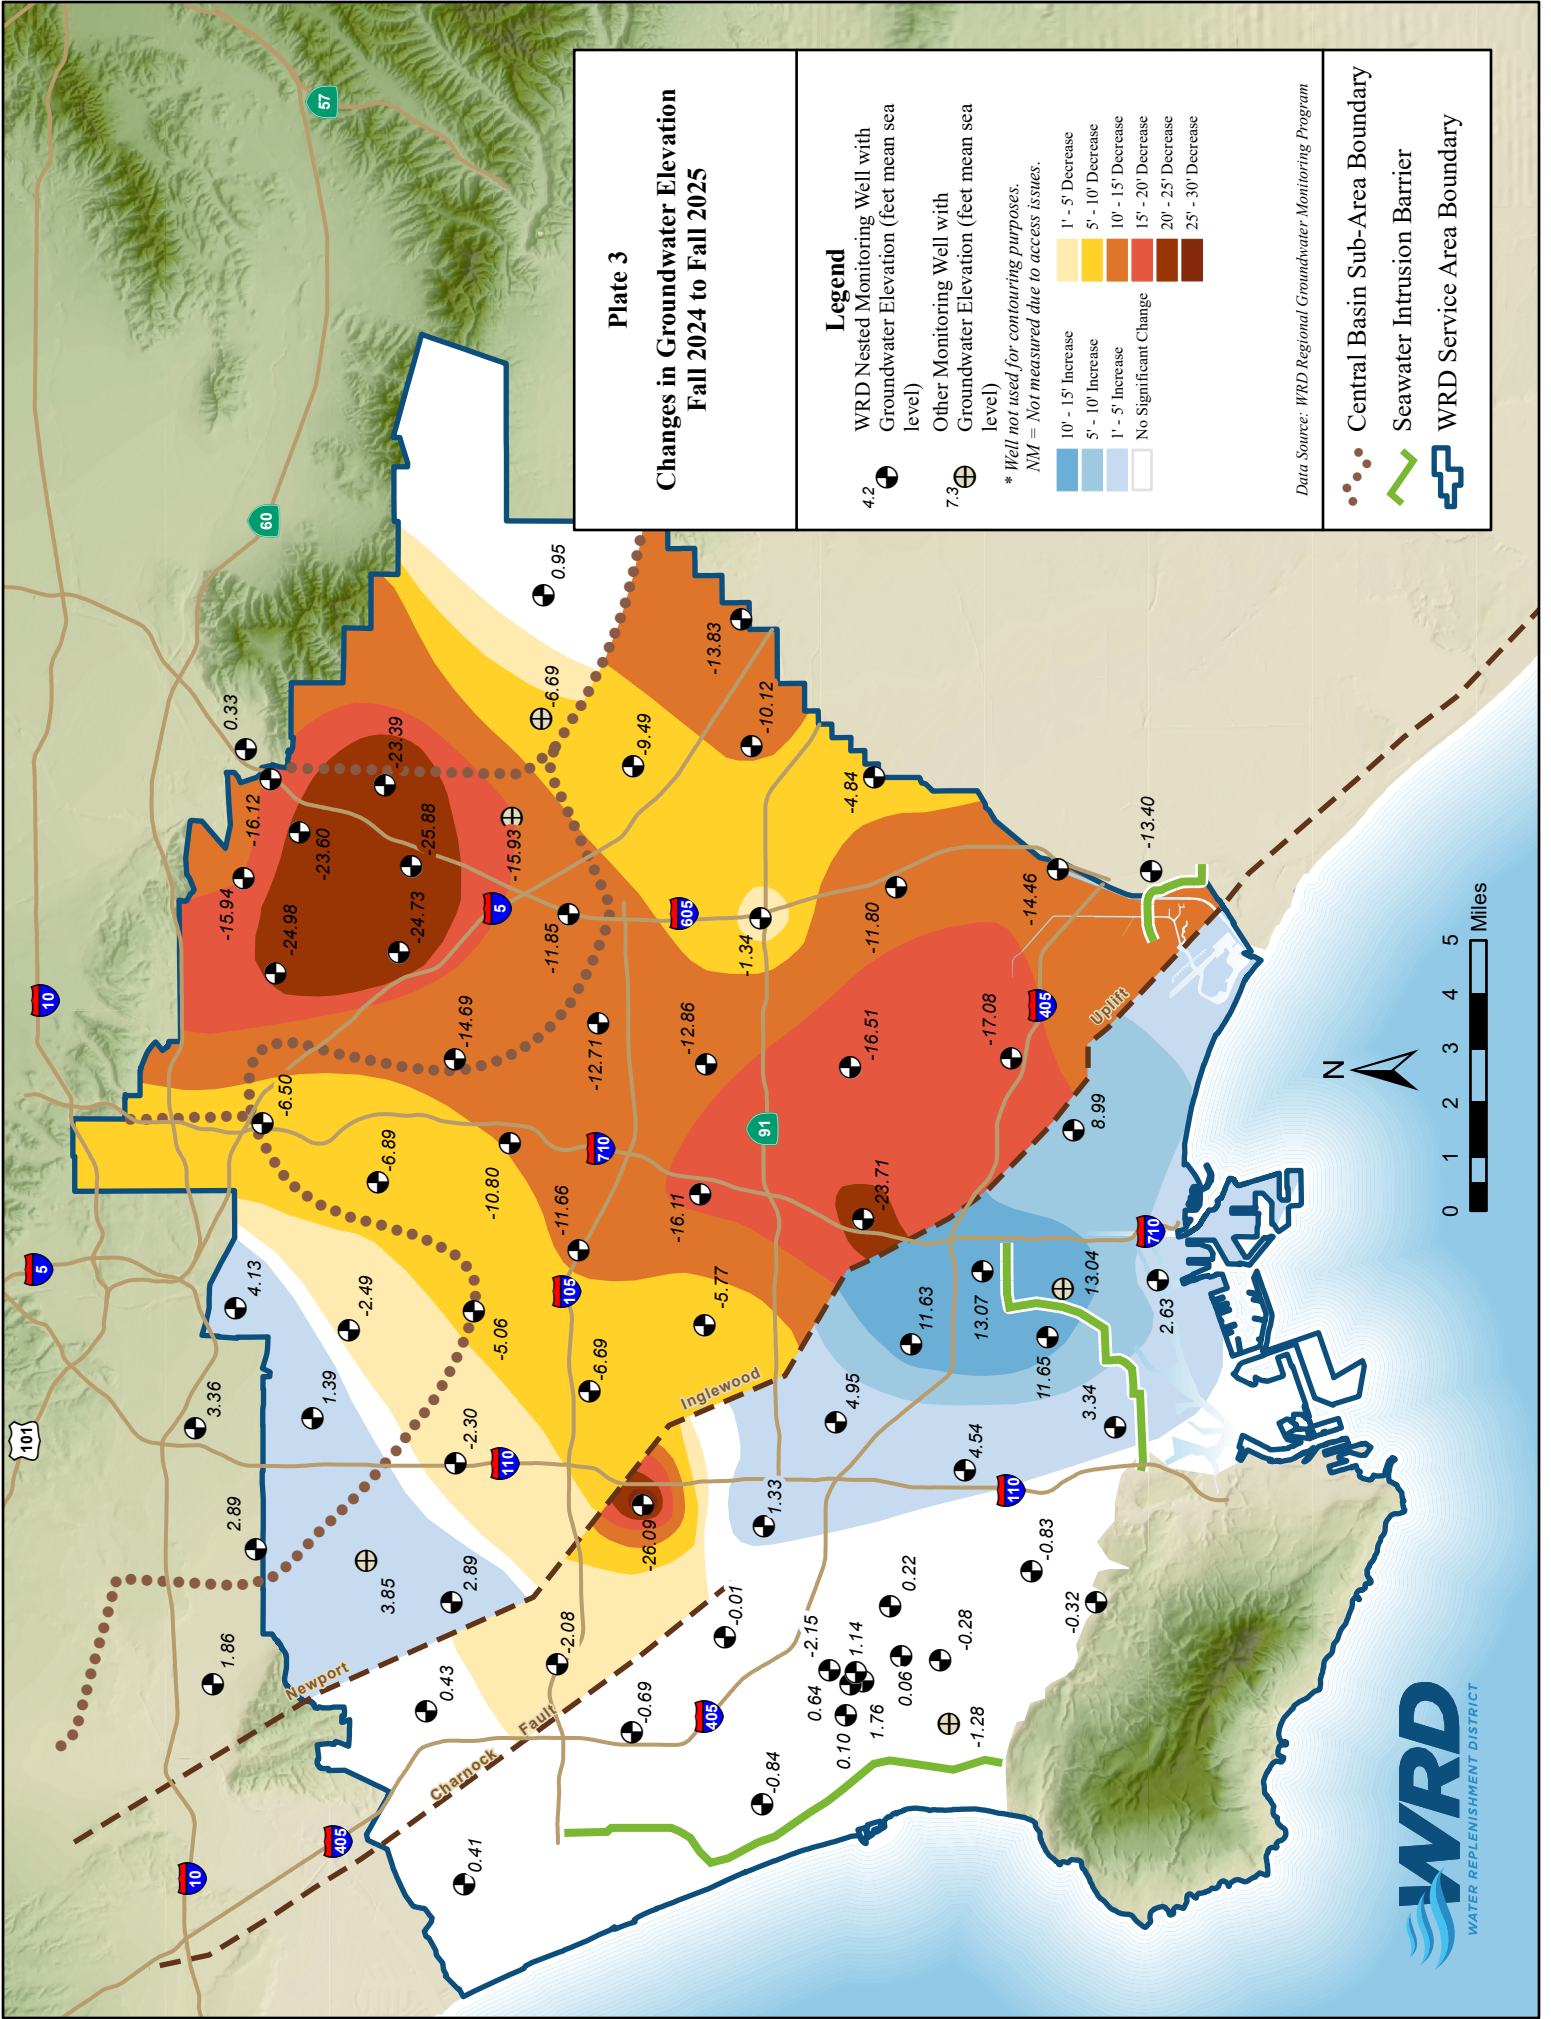 Plate 3
Changes in Groundwater Elevation
Fall 2024 to Fall 2025
Legend
4.2
WRD Nested Monitoring Well with
Groundwater Elevation (feet mean sea
level)
7.3
Other Monitoring Well with
Groundwater Elevation (feet mean sea
level)
* Well not used for contouring purposes.
NM = Not measured due to access issues.
10' - 15' Increase
5' - 10' Increase
1' - 5' Increase
No Significant Change
1' - 5' Decrease
5' - 10' Decrease
10' - 15' Decrease
15' - 20' Decrease
20' - 25' Decrease
25' - 30' Decrease
Data Source: WRD Regional Groundwater Monitoring Program
Central Basin Sub-Area Boundary
Seawater Intrusion Barrier
WRD Service Area Boundary
57
60
10
5
101
10
405
0.33
-16.12
-15.94
-23.60
-23.39
-24.98
-25.88
-24.73
-15.93
5
-6.69
0.95
-9.49
-13.83
-10.12
-4.84
-11.85
605
-1.34
-11.80
-14.46
-13.40
-14.69
-12.71
-12.86
-16.51
-17.08
405
Uplift
-6.50
-6.89
-10.80
710
91
-16.11
-23.71
8.99
-11.66
105
4.13
-2.49
-5.06
-5.77
-6.69
Inglewood
11.63
13.07
13.04
11.65
2.63
710
3.36
1.39
-2.30
110
4.95
4.54
3.34
110
2.89
3.85
2.89
-26.09
1.33
1.86
Newport
0.43
-2.08
-0.01
Fault
Charnock
-0.69
405
0.41
-0.84
-2.15
1.14
0.64
0.10
1.76
0.22
0.06
-0.28
-1.28
-0.83
-0.32
N
0 1 2 3 4 5
Miles
WRD
WATER REPLENISHMENT DISTRICT